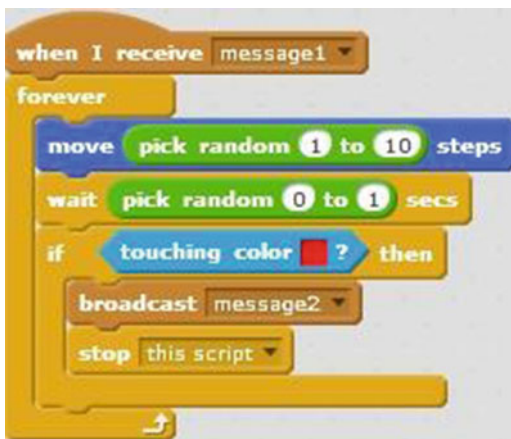 when I receive message1
forever
move pick random 1 to 10 steps
wait pick random 0 to 1 secs
if touching color ? then
broadcast message2
stop this script